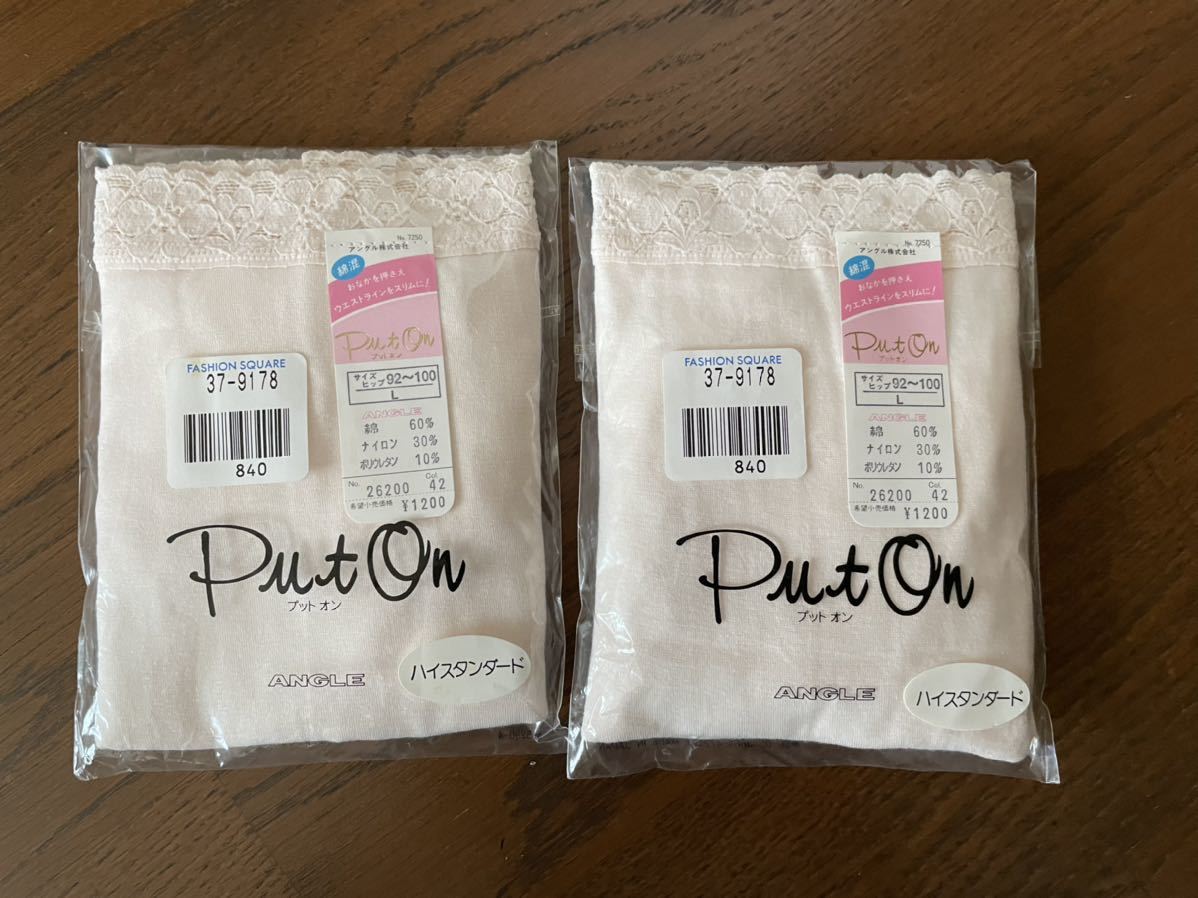 No. 7250
アングル株式会社
綿混
おなかを押さえ
ウエストラインをスリムに!
Put On
プット オン
サイズ
ヒップ 92〜100
L
ANGLE
綿 60%
ナイロン 30%
ポリウレタン 10%
No. 26200 Col. 42
希望小売価格 ¥1200
FASHION SQUARE
37-9178
840
Put On
プット オン
ANGLE
ハイスタンダード
No. 7250
アングル株式会社
綿混
おなかを押さえ
ウエストラインをスリムに!
Put On
プット オン
サイズ
ヒップ 92〜100
L
ANGLE
綿 60%
ナイロン 30%
ポリウレタン 10%
No. 26200 Col. 42
希望小売価格 ¥1200
FASHION SQUARE
37-9178
840
Put On
プット オン
ANGLE
ハイスタンダード